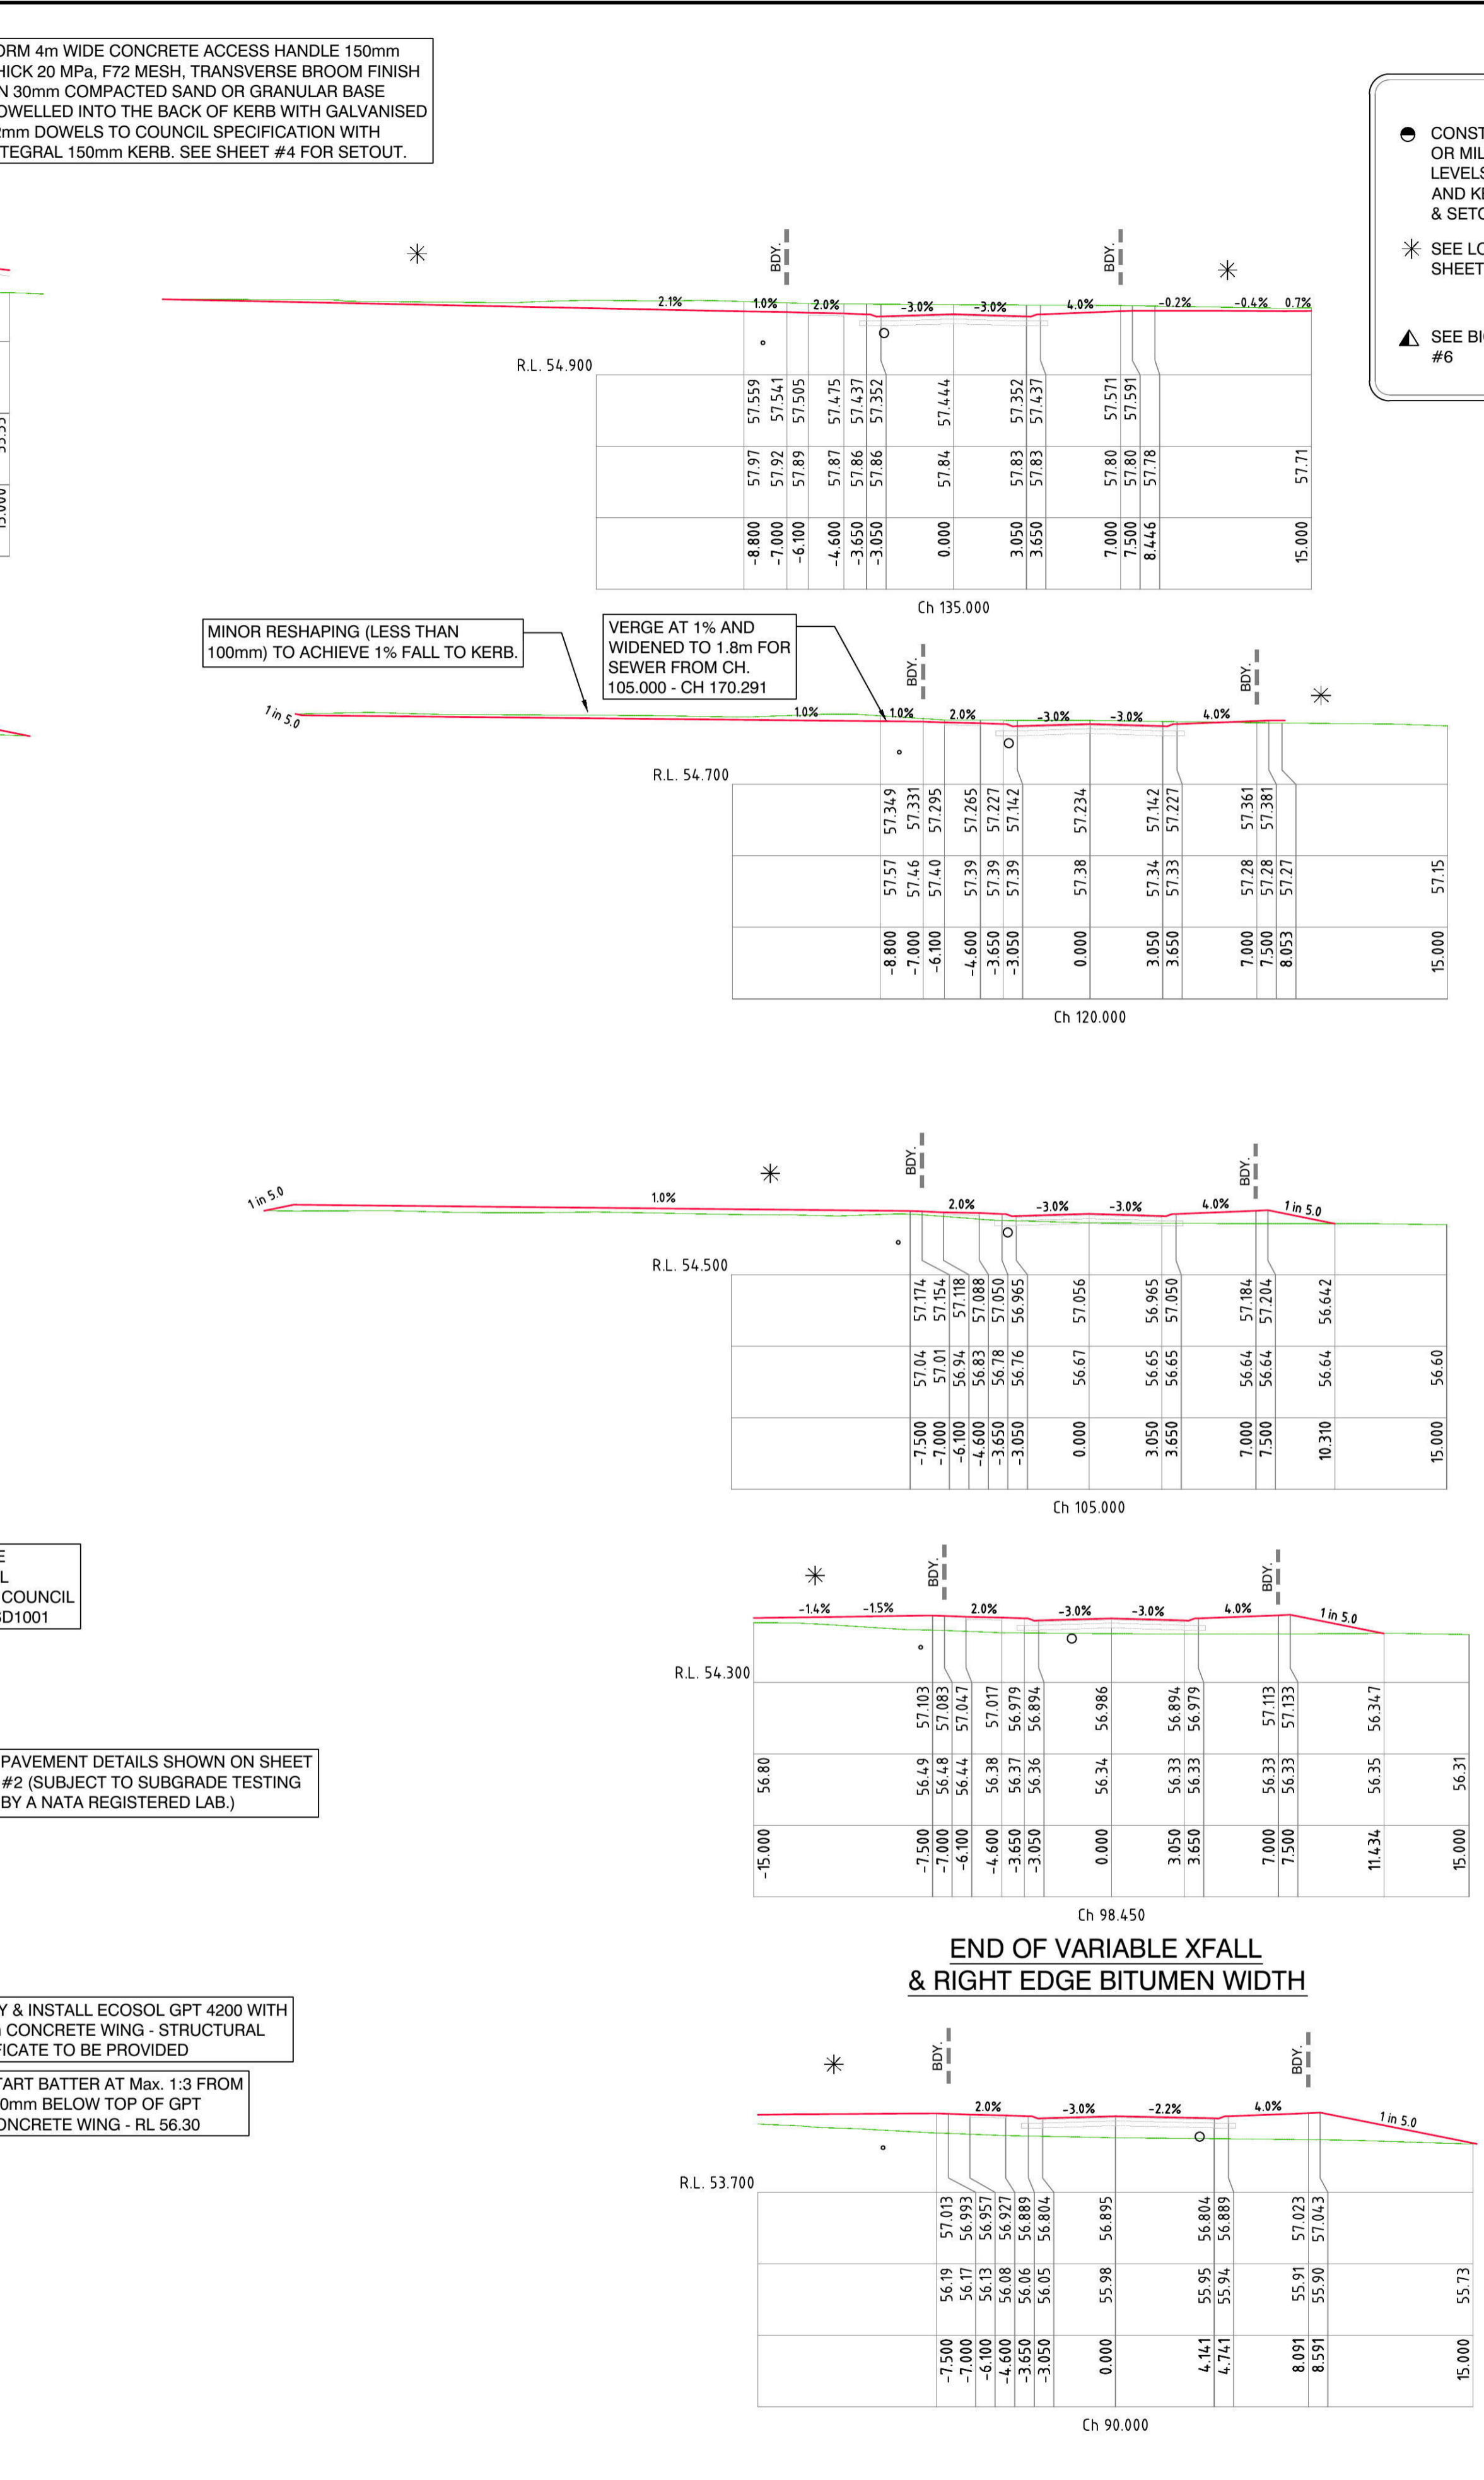 ORM 4m WIDE CONCRETE ACCESS HANDLE 150mm
HICK 20 MPa, F72 MESH, TRANSVERSE BROOM FINISH
N 30mm COMPACTED SAND OR GRANULAR BASE
OWELLED INTO THE BACK OF KERB WITH GALVANISED
mm DOWELS TO COUNCIL SPECIFICATION WITH
TEGRAL 150mm KERB. SEE SHEET #4 FOR SETOUT.
CONST
OR MIL
LEVELS
AND K
& SETO
SEE LO
SHEET
SEE BI
#6
BDY. BDY.
2.1% 1.0% 2.0% -3.0% -3.0% 4.0% -0.2% -0.4% 0.7%
R.L. 54.900
57.559 57.541 57.505 57.475 57.437 57.352 57.444 57.352 57.437 57.571 57.591
57.97 57.92 57.89 57.87 57.86 57.86 57.84 57.83 57.83 57.80 57.80 57.78 57.71
-8.800 -7.000 -6.100 -4.600 -3.650 -3.050 0.000 3.050 3.650 7.000 7.500 8.446 15.000
Ch 135.000
MINOR RESHAPING (LESS THAN
100mm) TO ACHIEVE 1% FALL TO KERB.
VERGE AT 1% AND
WIDENED TO 1.8m FOR
SEWER FROM CH.
105.000 - CH 170.291
BDY. BDY.
1 in 5.0 1.0% 1.0% 2.0% -3.0% -3.0% 4.0%
R.L. 54.700
57.349 57.331 57.295 57.265 57.227 57.142 57.234 57.142 57.227 57.361 57.381
57.57 57.46 57.40 57.39 57.39 57.39 57.38 57.34 57.33 57.28 57.28 57.27 57.15
-8.800 -7.000 -6.100 -4.600 -3.650 -3.050 0.000 3.050 3.650 7.000 7.500 8.053 15.000
Ch 120.000
BDY. BDY.
1 in 5.0 1.0% 2.0% -3.0% -3.0% 4.0% 1 in 5.0
R.L. 54.500
57.174 57.154 57.118 57.088 57.050 56.965 57.056 56.965 57.050 57.184 57.204 56.642
57.04 57.01 56.94 56.83 56.78 56.76 56.67 56.65 56.65 56.64 56.64 56.64 56.60
-7.500 -7.000 -6.100 -4.600 -3.650 -3.050 0.000 3.050 3.650 7.000 7.500 10.310 15.000
Ch 105.000
E
L
COUNCIL
D1001
BDY. BDY.
-1.4% -1.5% 2.0% -3.0% -3.0% 4.0% 1 in 5.0
R.L. 54.300
57.103 57.083 57.047 57.017 56.979 56.894 56.986 56.894 56.979 57.113 57.133 56.347
56.80 56.49 56.48 56.44 56.38 56.37 56.36 56.34 56.33 56.33 56.33 56.33 56.35 56.31
-15.000 -7.500 -7.000 -6.100 -4.600 -3.650 -3.050 0.000 3.050 3.650 7.000 7.500 11.434 15.000
Ch 98.450
PAVEMENT DETAILS SHOWN ON SHEET
#2 (SUBJECT TO SUBGRADE TESTING
BY A NATA REGISTERED LAB.)
END OF VARIABLE XFALL
& RIGHT EDGE BITUMEN WIDTH
Y & INSTALL ECOSOL GPT 4200 WITH
CONCRETE WING - STRUCTURAL
FICATE TO BE PROVIDED
TART BATTER AT Max. 1:3 FROM
0mm BELOW TOP OF GPT
ONCRETE WING - RL 56.30
BDY. BDY.
2.0% -3.0% -2.2% 4.0% 1 in 5.0
R.L. 53.700
57.013 56.993 56.957 56.927 56.889 56.804 56.895 56.804 56.889 57.023 57.043
56.19 56.17 56.13 56.08 56.06 56.05 55.98 55.95 55.94 55.91 55.90 55.73
-7.500 -7.000 -6.100 -4.600 -3.650 -3.050 0.000 4.141 4.741 8.091 8.591 15.000
Ch 90.000